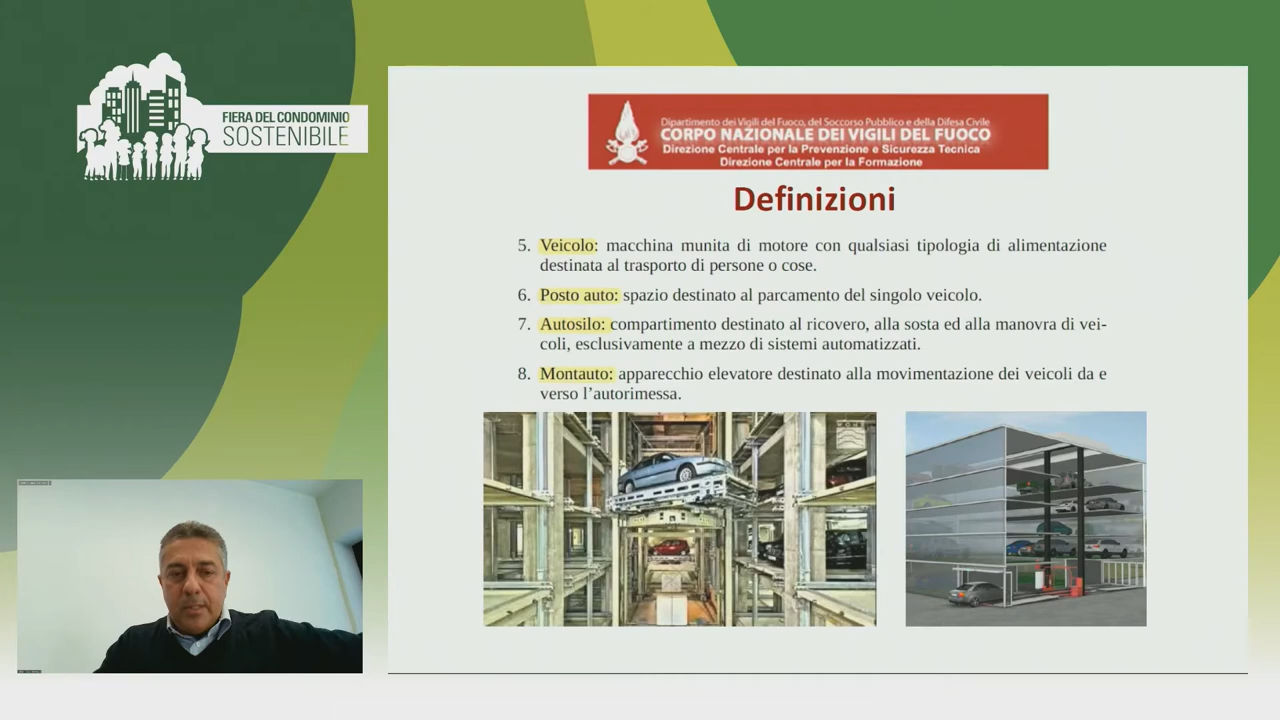 FIERA DEL CONDOMINIO
SOSTENIBILE
Dipartimento dei Vigili del Fuoco, del Soccorso Pubblico e della Difesa Civile
CORPO NAZIONALE DEI VIGILI DEL FUOCO
Direzione Centrale per la Prevenzione e Sicurezza Tecnica
Direzione Centrale per la Formazione
Definizioni
5. Veicolo: macchina munita di motore con qualsiasi tipologia di alimentazione
destinata al trasporto di persone o cose.
6. Posto auto: spazio destinato al parcamento del singolo veicolo.
7. Autosilo: compartimento destinato al ricovero, alla sosta ed alla manovra di vei-
coli, esclusivamente a mezzo di sistemi automatizzati.
8. Montauto: apparecchio elevatore destinato alla movimentazione dei veicoli da e
verso l'autorimessa.